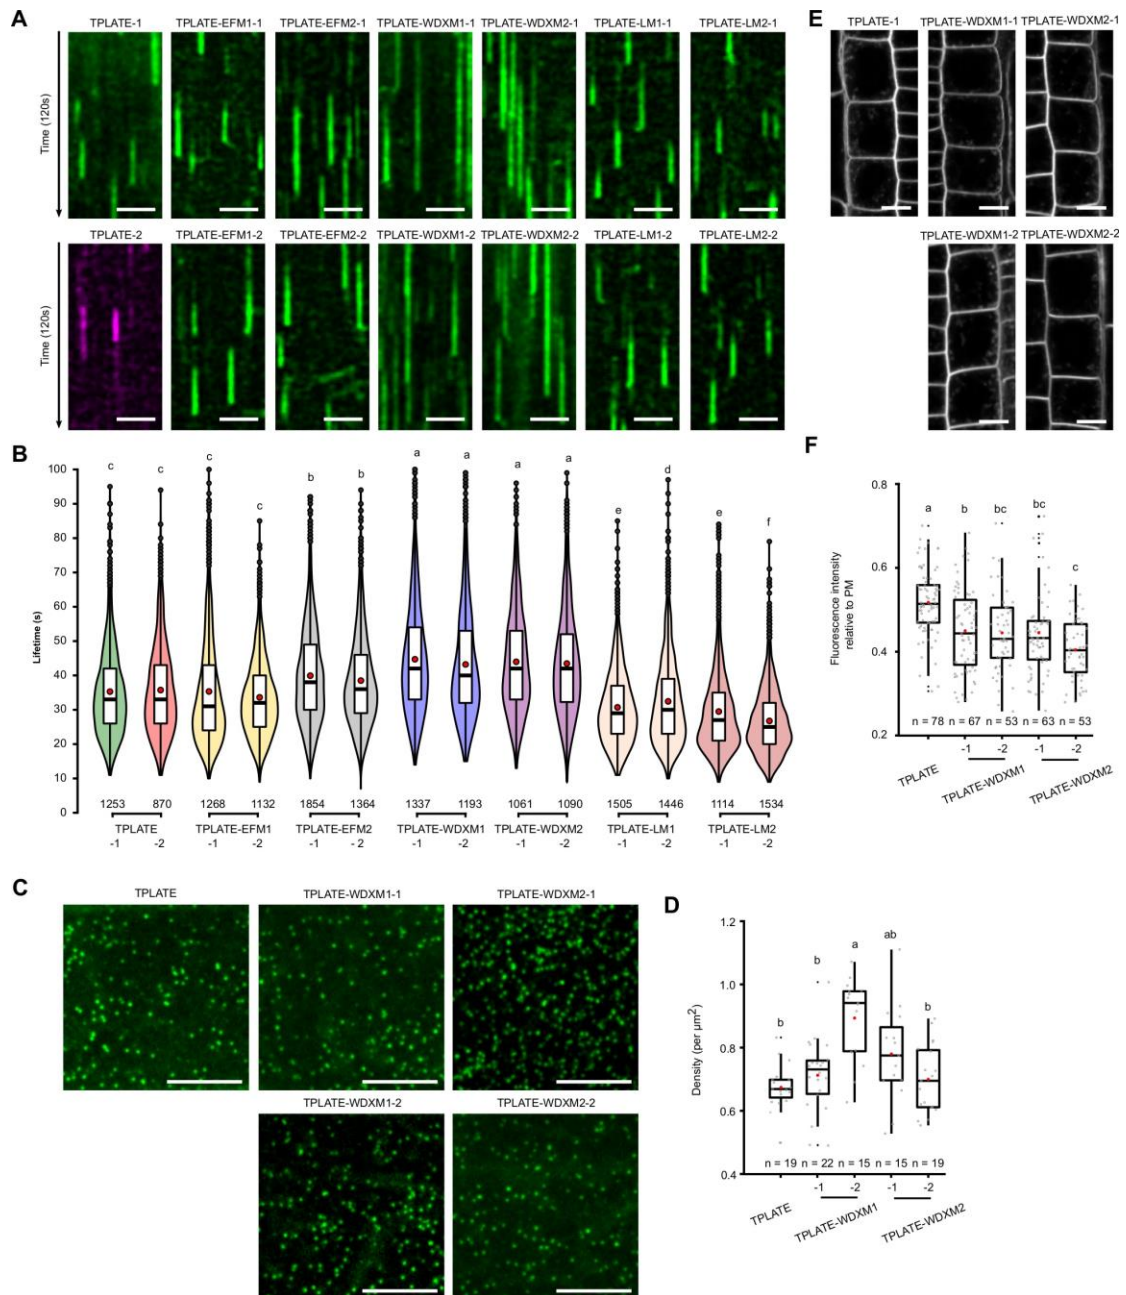 A
TPLATE-1 TPLATE-EFM1-1 TPLATE-EFM2-1 TPLATE-WDXM1-1 TPLATE-WDXM2-1 TPLATE-LM1-1 TPLATE-LM2-1
Time (120s)
TPLATE-2 TPLATE-EFM1-2 TPLATE-EFM2-2 TPLATE-WDXM1-2 TPLATE-WDXM2-2 TPLATE-LM1-2 TPLATE-LM2-2
Time (120s)
E
TPLATE-1 TPLATE-WDXM1-1 TPLATE-WDXM2-1
TPLATE-WDXM1-2 TPLATE-WDXM2-2
B
Lifetime (s)
100
90
80
70
60
50
40
30
20
10
0
c c c c b b a a a a e d e f
1253 870 1268 1132 1854 1364 1337 1193 1061 1090 1505 1446 1114 1534
TPLATE TPLATE-EFM1 TPLATE-EFM2 TPLATE-WDXM1 TPLATE-WDXM2 TPLATE-LM1 TPLATE-LM2
-1 -2 -1 -2 -1 - 2 -1 -2 -1 -2 -1 -2 -1 -2
F
Fluorescence intensity
relative to PM
0.8
0.6
0.4
0.2
a b bc bc c
n = 78 n = 67 n = 53 n = 63 n = 53
-1 -2 -1 -2
TPLATE TPLATE-WDXM1 TPLATE-WDXM2
C
TPLATE TPLATE-WDXM1-1 TPLATE-WDXM2-1
TPLATE-WDXM1-2 TPLATE-WDXM2-2
D
Density (per µm²)
1.2
1.0
0.8
0.6
0.4
b b a ab b
n = 19 n = 22 n = 15 n = 15 n = 19
-1 -2 -1 -2
TPLATE TPLATE-WDXM1 TPLATE-WDXM2